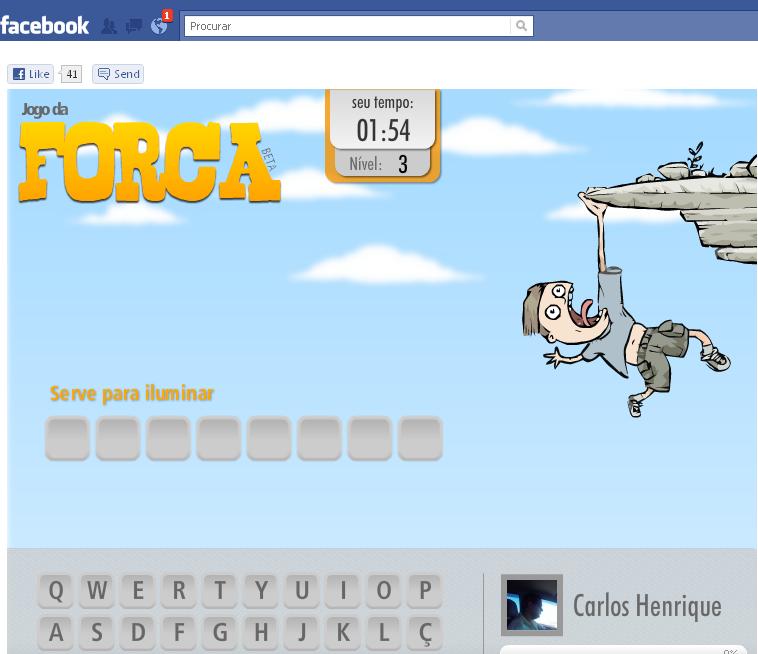 facebook
1
Procurar
Like 41 Send
Jogo da
FORCA
BETA
seu tempo:
01:54
Nível: 3
Serve para iluminar
Q W E R T Y U I O P
A S D F G H J K L Ç
Carlos Henrique
0%